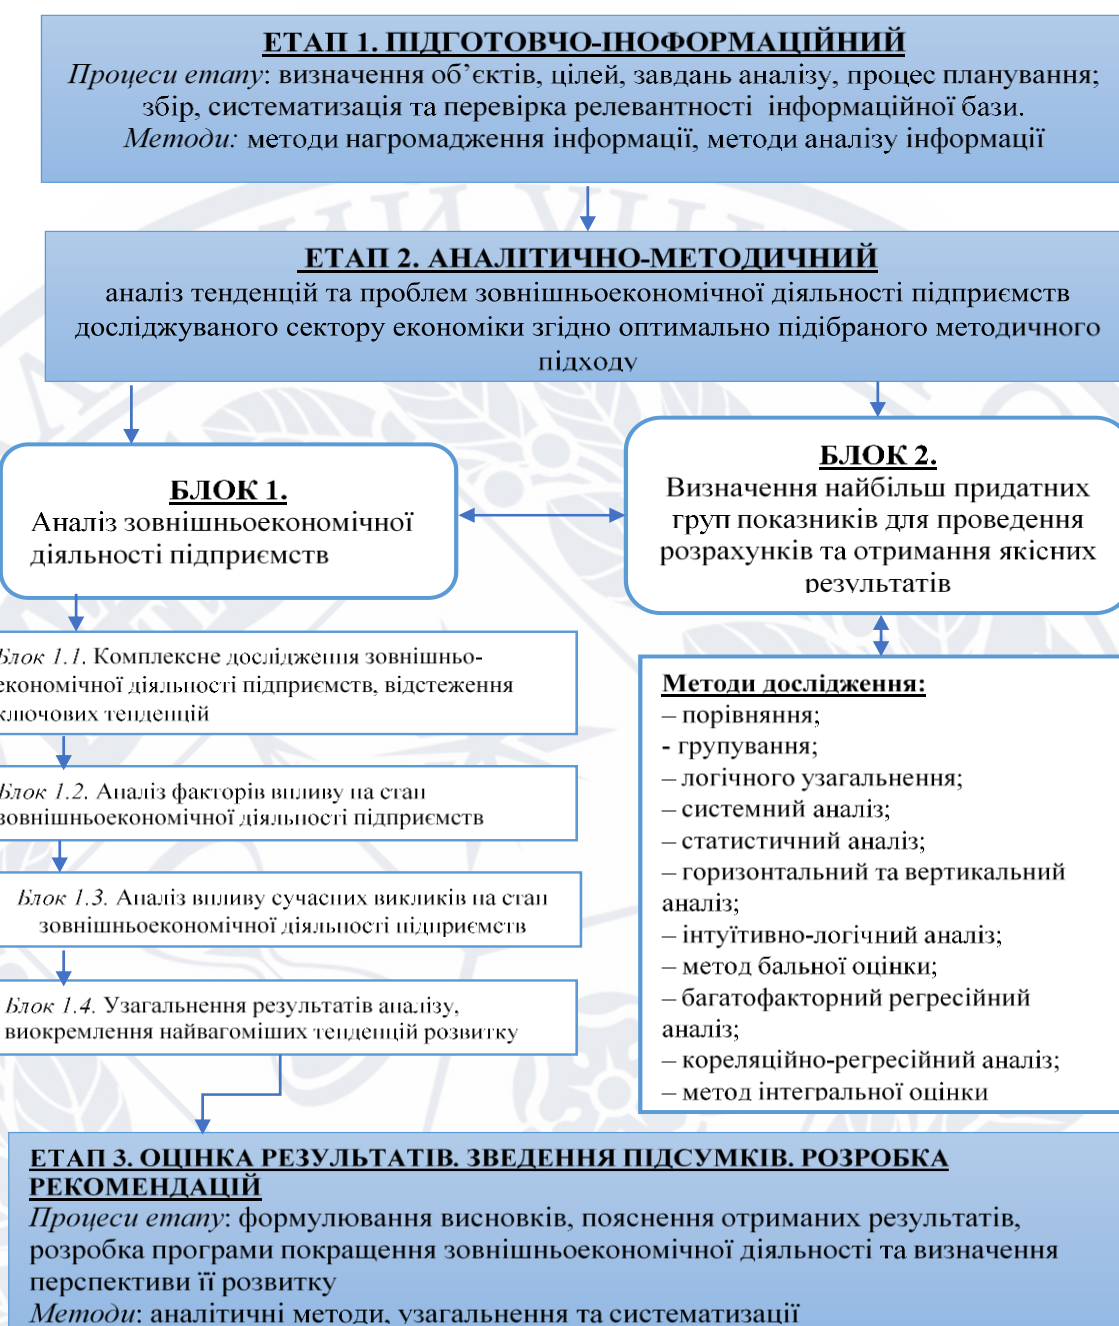 ЕТАП 1. ПІДГОТОВЧО-ІНОФОРМАЦІЙНИЙ
Процеси етапу: визначення об’єктів, цілей, завдань аналізу, процес планування;
збір, систематизація та перевірка релевантності інформаційної бази.
Методи: методи нагромадження інформації, методи аналізу інформації
ЕТАП 2. АНАЛІТИЧНО-МЕТОДИЧНИЙ
аналіз тенденцій та проблем зовнішньоекономічної діяльності підприємств
досліджуваного сектору економіки згідно оптимально підібраного методичного
підходу
БЛОК 1.
Аналіз зовнішньоекономічної
діяльності підприємств
БЛОК 2.
Визначення найбільш придатних
груп показників для проведення
розрахунків та отримання якісних
результатів
Блок 1.1. Комплексне дослідження зовнішньо-
економічної діяльності підприємств, відстеження
ключових тенденцій
Блок 1.2. Аналіз факторів впливу на стан
зовнішньоекономічної діяльності підприємств
Блок 1.3. Аналіз впливу сучасних викликів на стан
зовнішньоекономічної діяльності підприємств
Блок 1.4. Узагальнення результатів аналізу,
виокремлення найвагоміших тенденцій розвитку
Методи дослідження:
– порівняння;
- групування;
– логічного узагальнення;
– системний аналіз;
– статистичний аналіз;
– горизонтальний та вертикальний
аналіз;
– інтуїтивно-логічний аналіз;
– метод бальної оцінки;
– багатофакторний регресійний
аналіз;
– кореляційно-регресійний аналіз;
– метод інтегральної оцінки
ЕТАП 3. ОЦІНКА РЕЗУЛЬТАТІВ. ЗВЕДЕННЯ ПІДСУМКІВ. РОЗРОБКА
РЕКОМЕНДАЦІЙ
Процеси етапу: формулювання висновків, пояснення отриманих результатів,
розробка програми покращення зовнішньоекономічної діяльності та визначення
перспективи її розвитку
Методи: аналітичні методи, узагальнення та систематизації